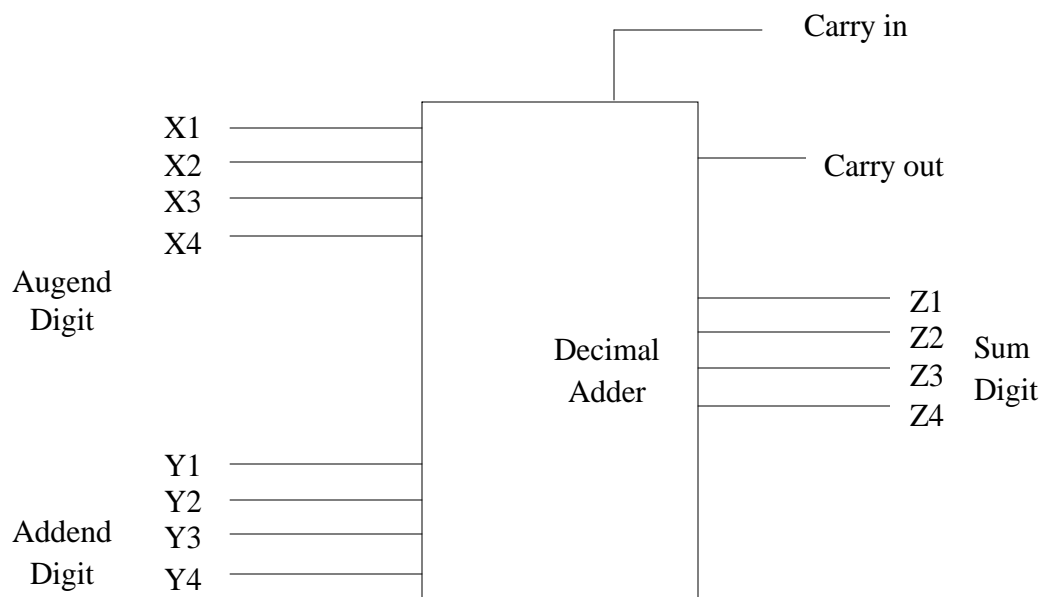 Carry in
X1
X2
X3
X4
Augend
Digit
Carry out
Z1
Z2
Z3
Z4
Sum
Digit
Decimal
Adder
Y1
Y2
Y3
Y4
Addend
Digit